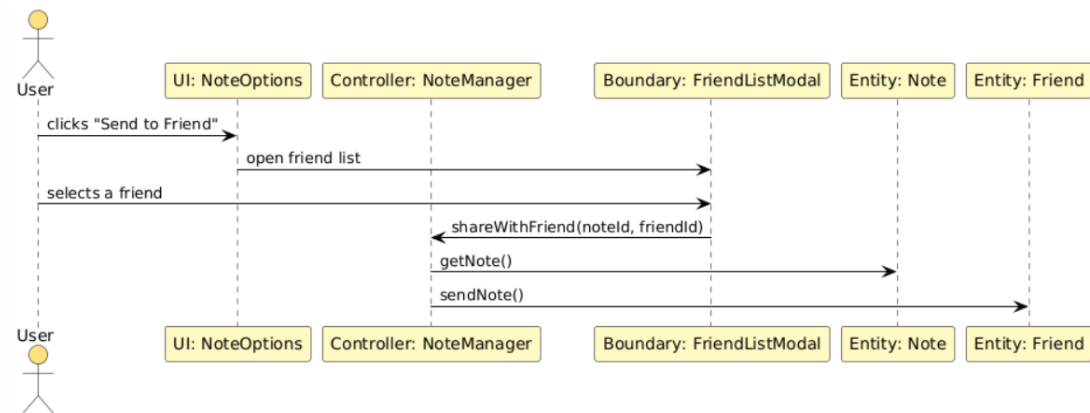 User
UI: NoteOptions
Controller: NoteManager
Boundary: FriendListModal
Entity: Note
Entity: Friend
clicks "Send to Friend"
open friend list
selects a friend
shareWithFriend(noteId, friendId)
getNote()
sendNote()
User
UI: NoteOptions
Controller: NoteManager
Boundary: FriendListModal
Entity: Note
Entity: Friend